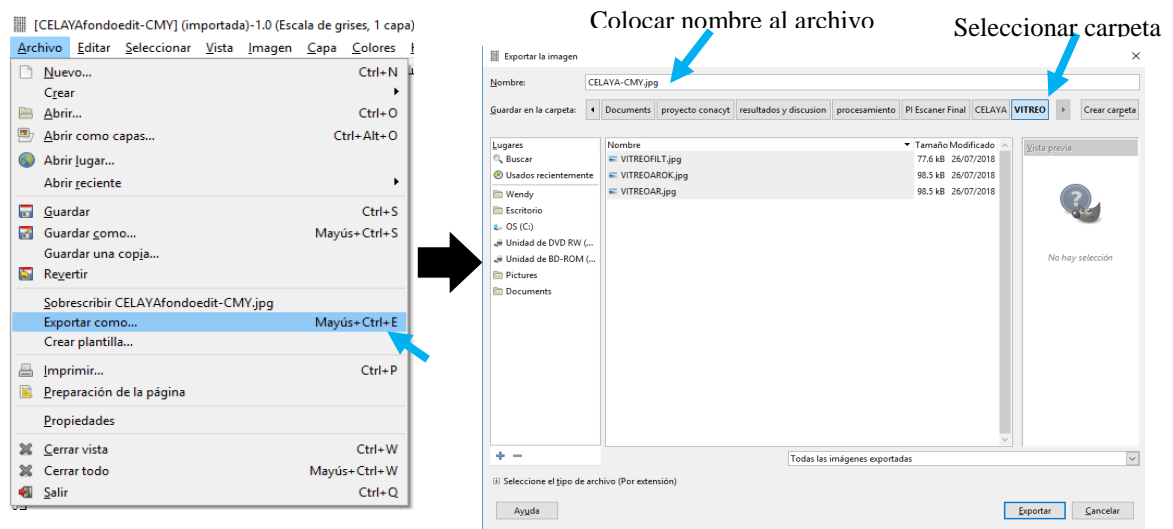 Colocar nombre al archivo
Seleccionar carpeta
[CELAYAfondoedit-CMY] (importada)-1.0 (Escala de grises, 1 capa)
Archivo Editar Seleccionar Vista Imagen Capa Colores
Nuevo... Ctrl+N
Crear
Abrir... Ctrl+O
Abrir como capas... Ctrl+Alt+O
Abrir lugar...
Abrir reciente
Guardar Ctrl+S
Guardar como... Mayús+Ctrl+S
Guardar una copia...
Revertir
Sobrescribir CELAYAfondoedit-CMY.jpg
Exportar como... Mayús+Ctrl+E
Crear plantilla...
Imprimir... Ctrl+P
Preparación de la página
Propiedades
Cerrar vista Ctrl+W
Cerrar todo Mayús+Ctrl+W
Salir Ctrl+Q
Exportar la imagen
Nombre: CELAYA-CMY.jpg
Guardar en la carpeta: Documents proyecto conacyt resultados y discusion procesamiento PI Escaner Final CELAYA VITREO Crear carpeta
Lugares
Buscar
Usados recientemente
Wendy
Escritorio
OS (C:)
Unidad de DVD RW (...
Unidad de BD-ROM (...
Pictures
Documents
Nombre Tamaño Modificado
VITREOFILT.jpg 77.6 kB 26/07/2018
VITREOAROK.jpg 98.5 kB 26/07/2018
VITREOAR.jpg 98.5 kB 26/07/2018
Vista previa
No hay selección
Todas las imágenes exportadas
Seleccione el tipo de archivo (Por extensión)
Ayuda Exportar Cancelar